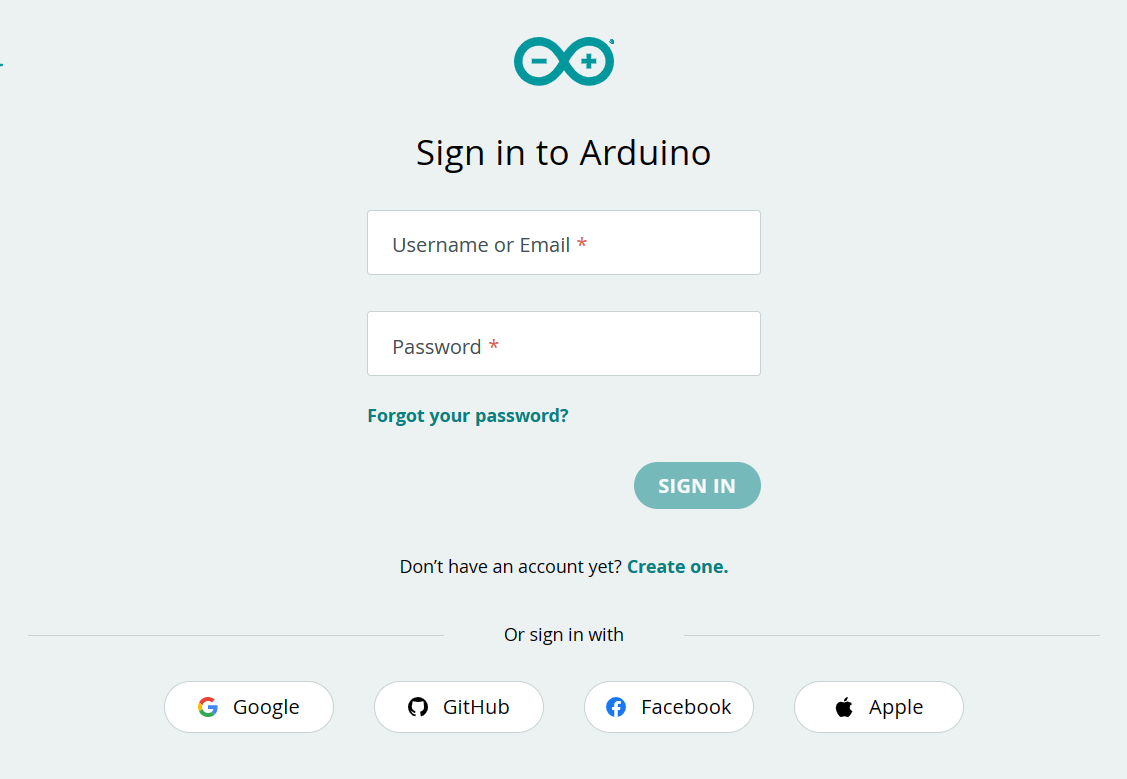 Sign in to Arduino
Username or Email *
Password *
Forgot your password?
SIGN IN
Don’t have an account yet? Create one.
Or sign in with
Google
GitHub
Facebook
Apple